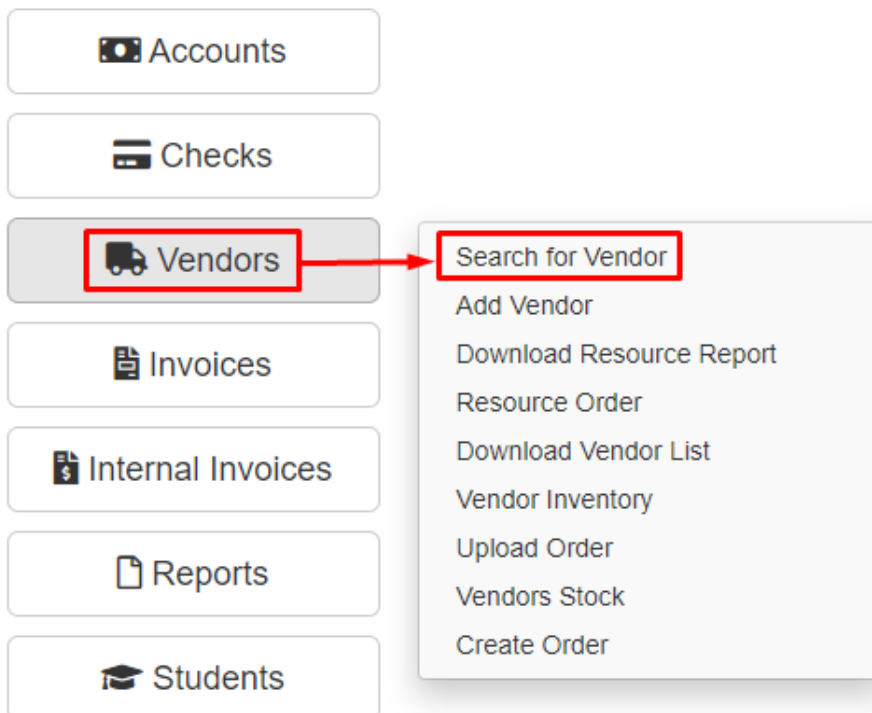 Accounts
Checks
Vendors
Invoices
Internal Invoices
Reports
Students
Search for Vendor
Add Vendor
Download Resource Report
Resource Order
Download Vendor List
Vendor Inventory
Upload Order
Vendors Stock
Create Order